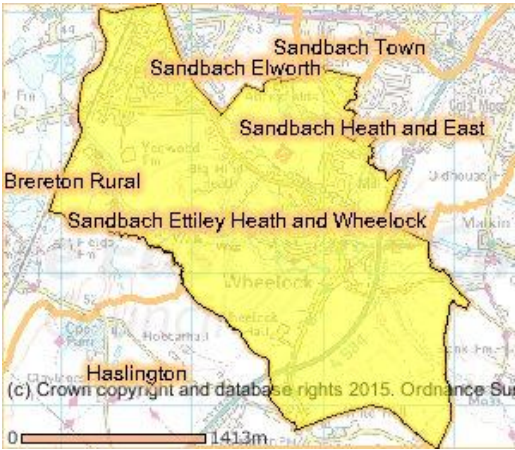 Sandbach Town
Sandbach Elworth
Sandbach Heath and East
Brereton Rural
Sandbach Ettiley Heath and Wheelock
Wheelock
Haslington
(c) Crown copyright and database rights 2015. Ordnance Su
0 1413m